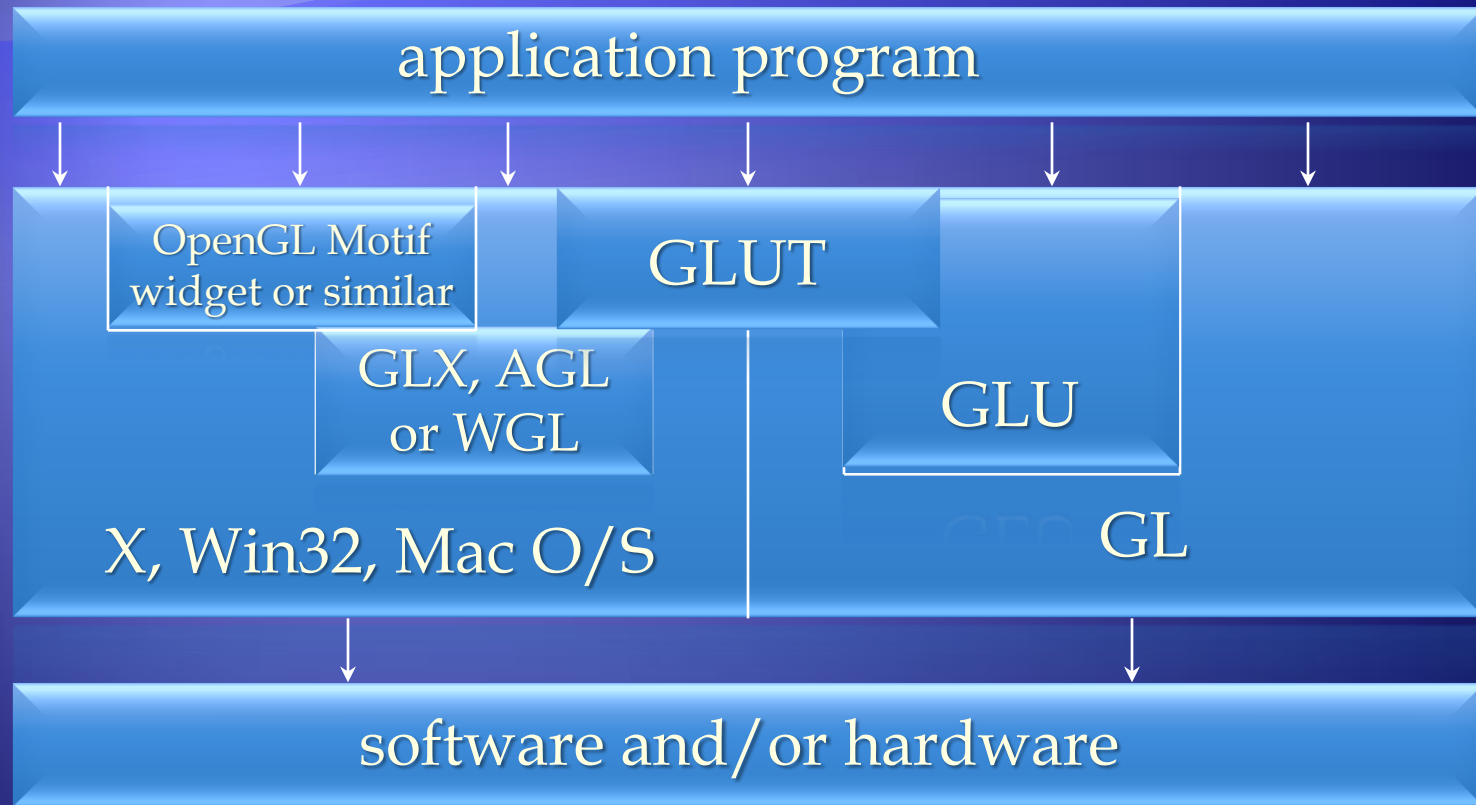 application program
OpenGL Motif
widget or similar
GLUT
GLX, AGL
or WGL
GLU
X, Win32, Mac O/S
GL
software and/or hardware